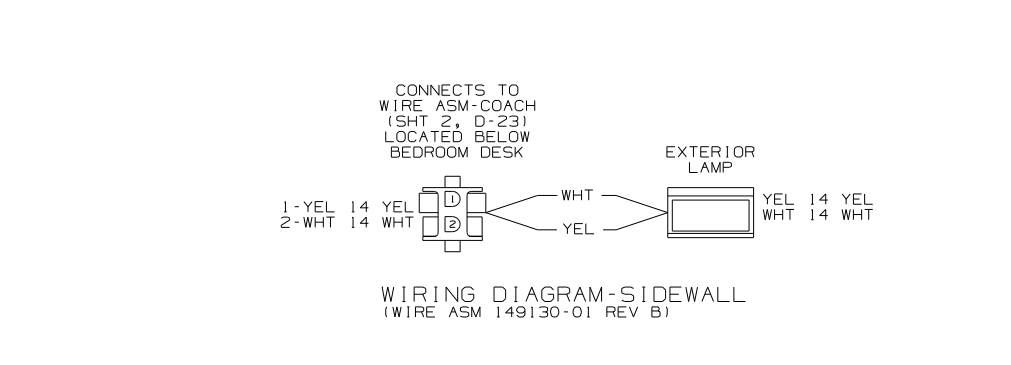 CONNECTS TO
WIRE ASM-COACH
(SHT 2, D-23)
LOCATED BELOW
BEDROOM DESK
EXTERIOR
LAMP
1-YEL 14 YEL
2-WHT 14 WHT
1
2
WHT
YEL
YEL 14 YEL
WHT 14 WHT
WIRING DIAGRAM-SIDEWALL
(WIRE ASM 149130-01 REV B)